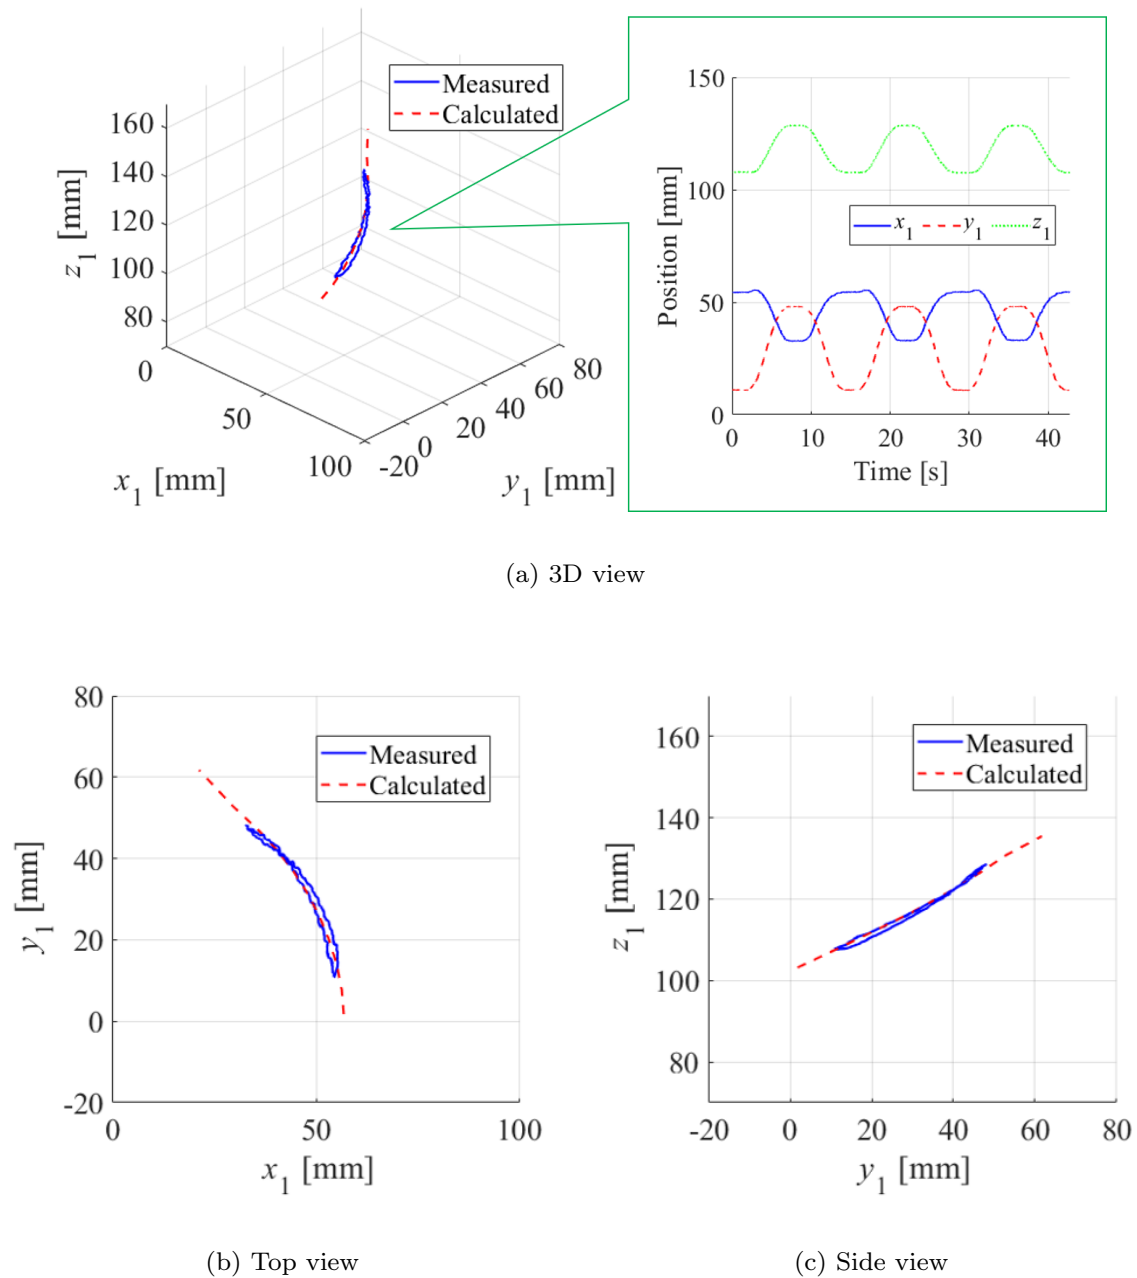 Measured
Calculated
160
140
120
100
80
z1 [mm]
0
50
100
x1 [mm]
-20
0
20
40
60
80
y1 [mm]
150
100
50
0
Position [mm]
x1 y1 z1
0 10 20 30 40
Time [s]
(a) 3D view
80
60
40
20
0
-20
y1 [mm]
Measured
Calculated
0 50 100
x1 [mm]
(b) Top view
160
140
120
100
80
z1 [mm]
Measured
Calculated
-20 0 20 40 60 80
y1 [mm]
(c) Side view